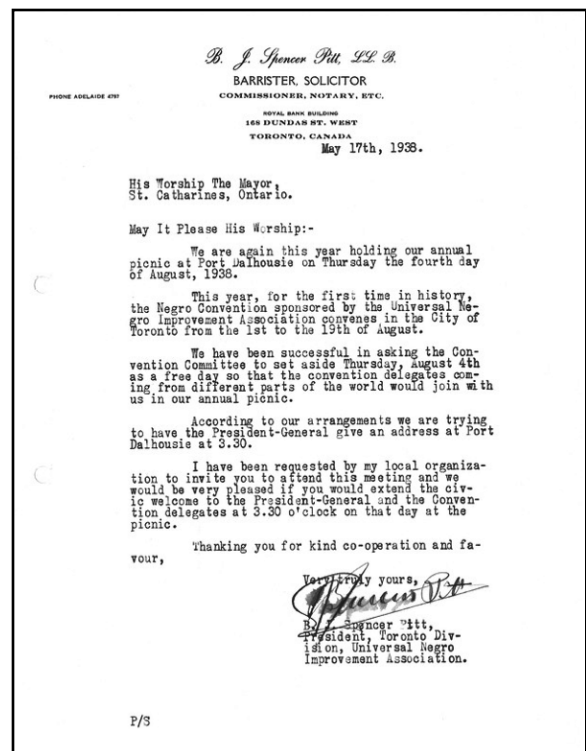 B. J. Spencer Pitt, LL. B.
BARRISTER, SOLICITOR
COMMISSIONER, NOTARY, ETC.
PHONE ADELAIDE 4797
ROYAL BANK BUILDING
168 DUNDAS ST. WEST
TORONTO, CANADA
May 17th, 1938.
His Worship The Mayor,
St. Catharines, Ontario.
May It Please His Worship:-
We are again this year holding our annual
picnic at Port Dalhousie on Thursday the fourth day
of August, 1938.
This year, for the first time in history,
the Negro Convention sponsored by the Universal Ne-
gro Improvement Association convenes in the City of
Toronto from the 1st to the 19th of August.
We have been successful in asking the Con-
vention Committee to set aside Thursday, August 4th
as a free day so that the convention delegates com-
ing from different parts of the world would join with
us in our annual picnic.
According to our arrangements we are trying
to have the President-General give an address at Port
Dalhousie at 3.30.
I have been requested by my local organiza-
tion to invite you to attend this meeting and we
would be very pleased if you would extend the civ-
ic welcome to the President-General and the Conven-
tion delegates at 3.30 o'clock on that day at the
picnic.
Thanking you for kind co-operation and fa-
vour,
Very truly yours,
B J Spencer Pitt
B. J. Spencer Pitt,
President, Toronto Div-
ision, Universal Negro
Improvement Association.
P/S